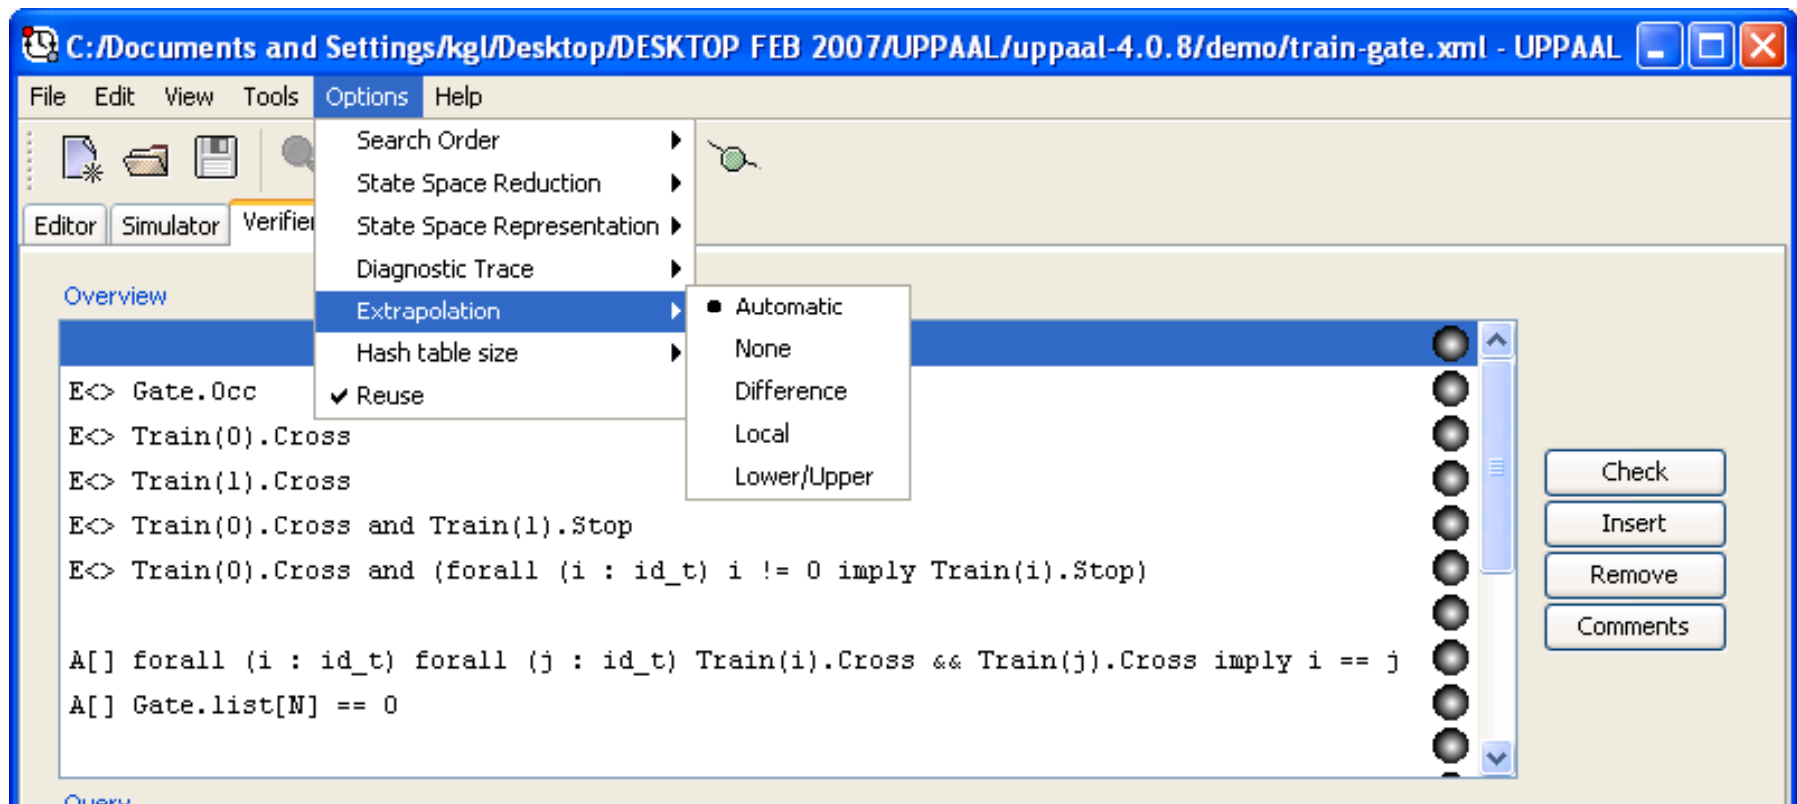 C:/Documents and Settings/kgl/Desktop/DESKTOP FEB 2007/UPPAAL/uppaal-4.0.8/demo/train-gate.xml - UPPAAL
File Edit View Tools Options Help
Search Order
State Space Reduction
State Space Representation
Diagnostic Trace
Extrapolation
Hash table size
Reuse
Automatic
None
Difference
Local
Lower/Upper
Editor Simulator Verifier
Overview
E<> Gate.Occ
E<> Train(0).Cross
E<> Train(1).Cross
E<> Train(0).Cross and Train(1).Stop
E<> Train(0).Cross and (forall (i : id_t) i != 0 imply Train(i).Stop)
A[] forall (i : id_t) forall (j : id_t) Train(i).Cross && Train(j).Cross imply i == j
A[] Gate.list[N] == 0
Check
Insert
Remove
Comments
Query